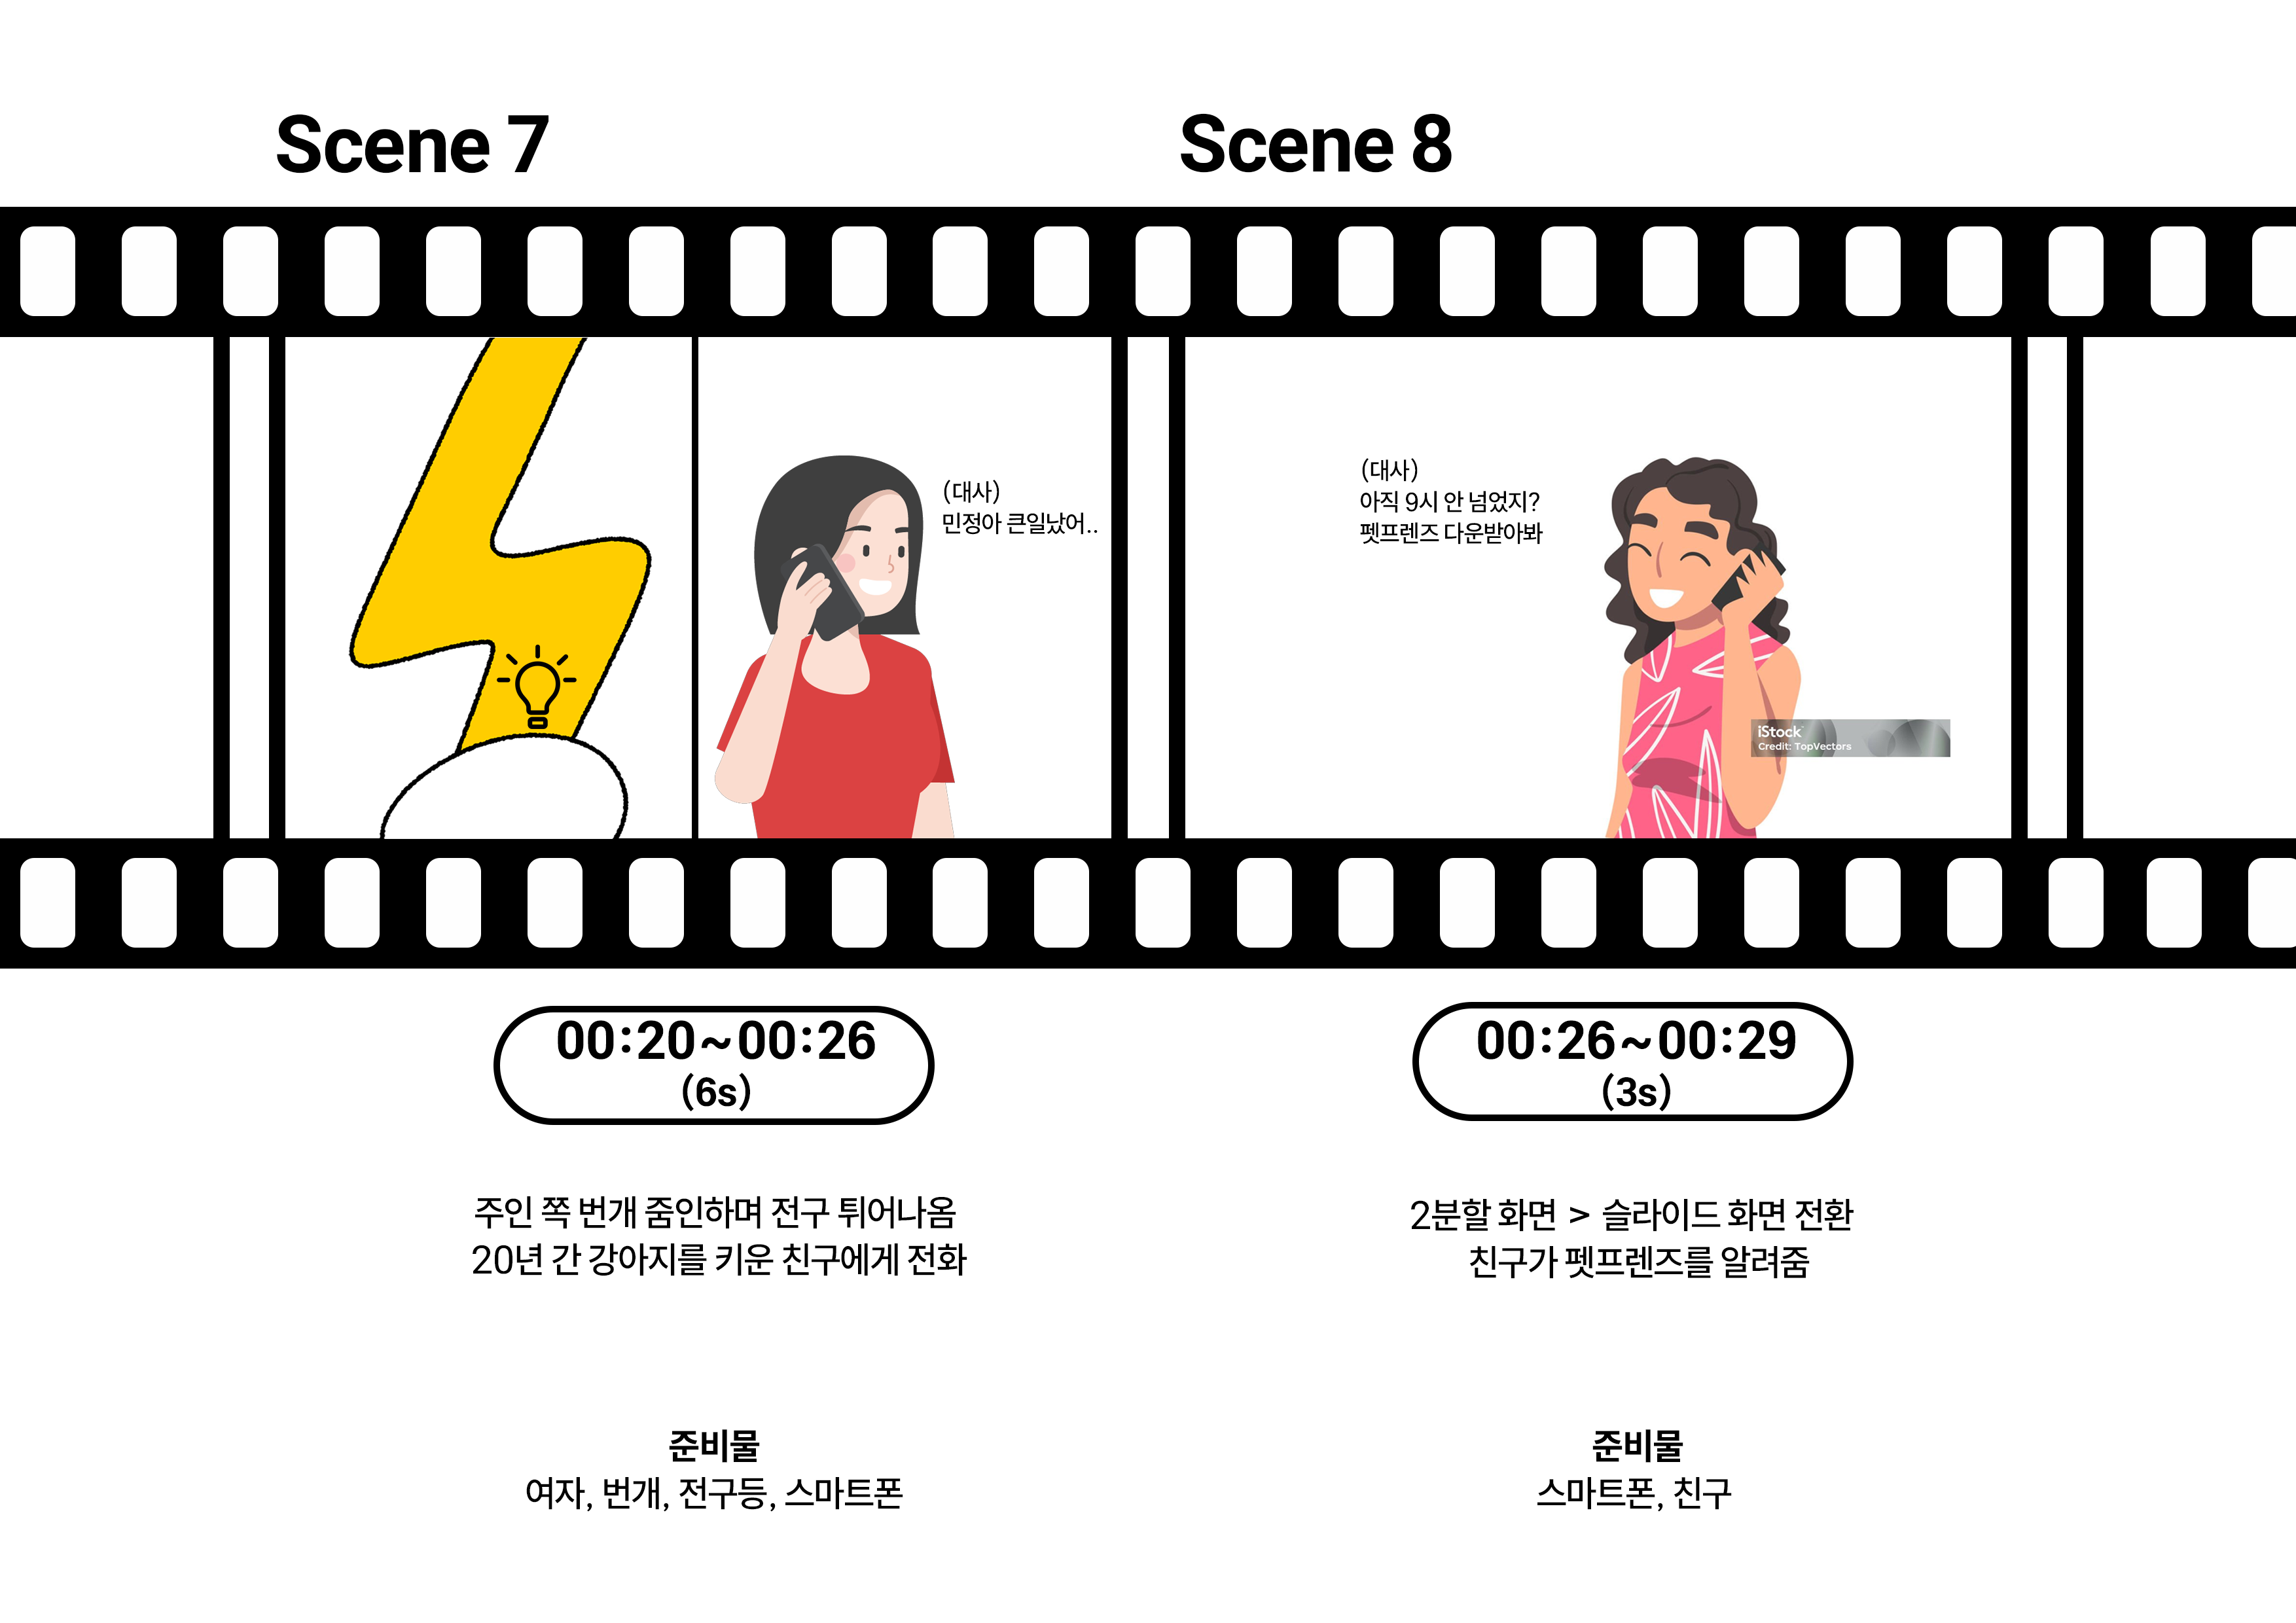 Scene 7
Scene 8
(대사)
민정아 큰일났어..
(대사)
아직 9시 안 넘었지?
펫프렌즈 다운받아봐
iStock
Credit: TopVectors
00:20~00:26
(6s)
00:26~00:29
(3s)
주인 쪽 번개 줌인하며 전구 튀어나옴
20년 간 강아지를 키운 친구에게 전화
2분할 화면 > 슬라이드 화면 전환
친구가 펫프렌즈를 알려줌
준비물
여자, 번개, 전구등, 스마트폰
준비물
스마트폰, 친구